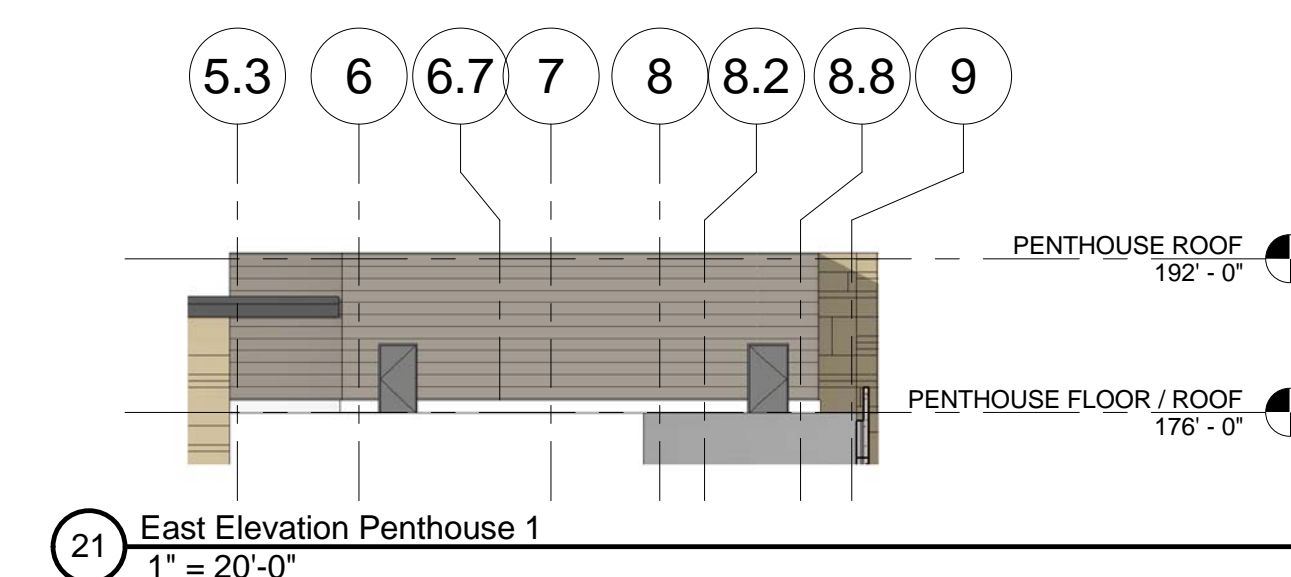 5.3
6
6.7
7
8
8.2
8.8
9
PENTHOUSE ROOF
192' - 0"
PENTHOUSE FLOOR / ROOF
176' - 0"
21
East Elevation Penthouse 1
1" = 20'-0"